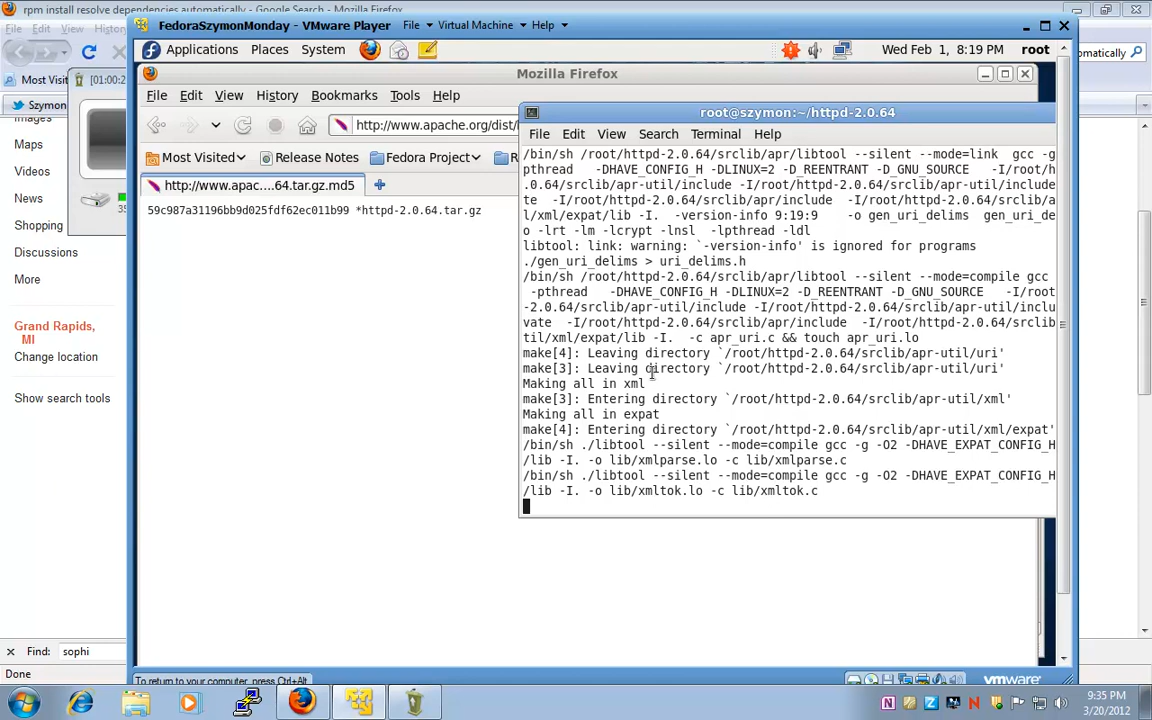 rpm install resolve dependencies automatically - Google Search - Mozilla Firefox
File Edit View History
FedoraSzymonMonday - VMware Player File Virtual Machine Help
Applications Places System Wed Feb 1, 8:19 PM root
omatically
Most Visit
[01:00:2
Szymon
Images
Maps
Videos
News
Shopping
Discussions
More
Grand Rapids,
MI
Change location
Show search tools
Find: sophi
Done
Mozilla Firefox
File Edit View History Bookmarks Tools Help
http://www.apache.org/dist/
Most Visited Release Notes Fedora Project R
http://www.apac....64.tar.gz.md5
59c987a31196bb9d025fdf62ec011b99 *httpd-2.0.64.tar.gz
root@szymon:~/httpd-2.0.64
File Edit View Search Terminal Help
/bin/sh /root/httpd-2.0.64/srclib/apr/libtool --silent --mode=link gcc -g
pthread -DHAVE_CONFIG_H -DLINUX=2 -D_REENTRANT -D_GNU_SOURCE -I/root/h
.0.64/srclib/apr-util/include -I/root/httpd-2.0.64/srclib/apr-util/include
te -I/root/httpd-2.0.64/srclib/apr/include -I/root/httpd-2.0.64/srclib/ap
l/xml/expat/lib -I. -version-info 9:19:9 -o gen_uri_delims gen_uri_de
o -lrt -lm -lcrypt -lnsl -lpthread -ldl
libtool: link: warning: `-version-info' is ignored for programs
./gen_uri_delims > uri_delims.h
/bin/sh /root/httpd-2.0.64/srclib/apr/libtool --silent --mode=compile gcc
-pthread -DHAVE_CONFIG_H -DLINUX=2 -D_REENTRANT -D_GNU_SOURCE -I/root
-2.0.64/srclib/apr-util/include -I/root/httpd-2.0.64/srclib/apr-util/inclu
vate -I/root/httpd-2.0.64/srclib/apr/include -I/root/httpd-2.0.64/srclib
til/xml/expat/lib -I. -c apr_uri.c && touch apr_uri.lo
make[4]: Leaving directory `/root/httpd-2.0.64/srclib/apr-util/uri'
make[3]: Leaving directory `/root/httpd-2.0.64/srclib/apr-util/uri'
Making all in xml
make[3]: Entering directory `/root/httpd-2.0.64/srclib/apr-util/xml'
Making all in expat
make[4]: Entering directory `/root/httpd-2.0.64/srclib/apr-util/xml/expat'
/bin/sh ./libtool --silent --mode=compile gcc -g -O2 -DHAVE_EXPAT_CONFIG_H
/lib -I. -o lib/xmlparse.lo -c lib/xmlparse.c
/bin/sh ./libtool --silent --mode=compile gcc -g -O2 -DHAVE_EXPAT_CONFIG_H
/lib -I. -o lib/xmltok.lo -c lib/xmltok.c
To return to your computer, press Ctrl+Alt.
vmware
9:35 PM
3/20/2012